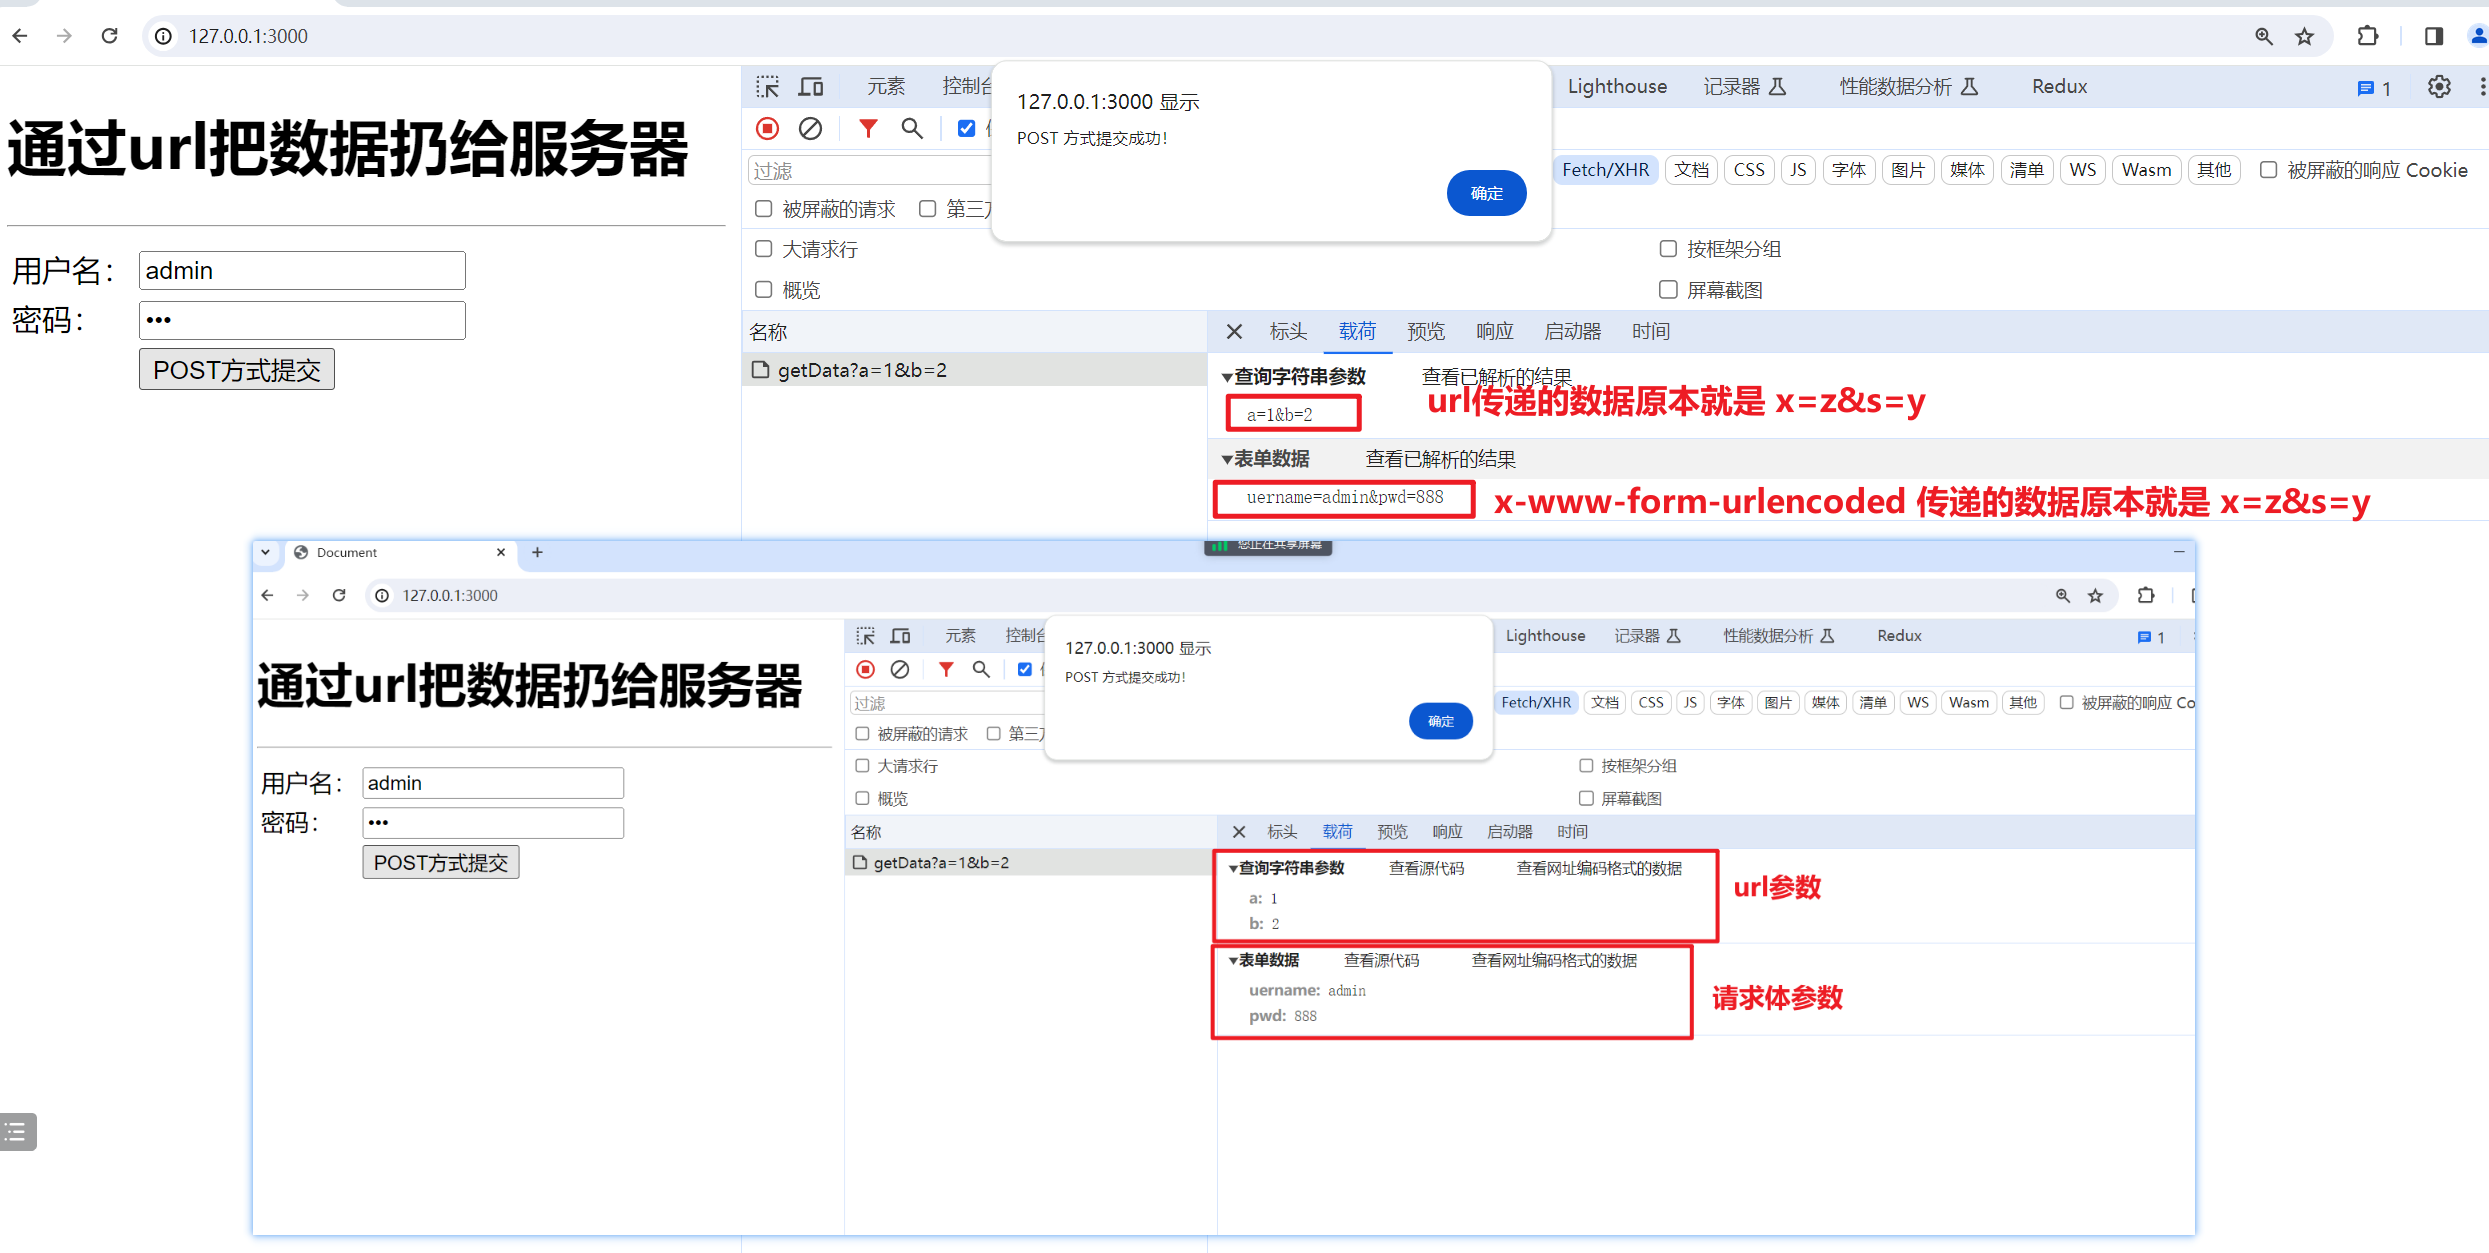 127.0.0.1:3000
元素
控制台
Lighthouse
记录器
性能数据分析
Redux
1
127.0.0.1:3000 显示
POST 方式提交成功!
确定
过滤
Fetch/XHR
文档
CSS
JS
字体
图片
媒体
清单
WS
Wasm
其他
被屏蔽的响应 Cookie
被屏蔽的请求
第三方
大请求行
按框架分组
概览
屏幕截图
通过url把数据扔给服务器
用户名:
admin
密码:
•••
POST方式提交
名称
getData?a=1&b=2
标头
载荷
预览
响应
启动器
时间
查询字符串参数
查看已解析的结果
a=1&b=2
url传递的数据原本就是 x=z&s=y
表单数据
查看已解析的结果
uername=admin&pwd=888
x-www-form-urlencoded 传递的数据原本就是 x=z&s=y
Document
您正在共享屏幕
127.0.0.1:3000
元素
控制台
Lighthouse
记录器
性能数据分析
Redux
1
127.0.0.1:3000 显示
POST 方式提交成功!
确定
过滤
Fetch/XHR
文档
CSS
JS
字体
图片
媒体
清单
WS
Wasm
其他
被屏蔽的响应 Co
被屏蔽的请求
第三方
大请求行
按框架分组
概览
屏幕截图
通过url把数据扔给服务器
用户名:
admin
密码:
•••
POST方式提交
名称
getData?a=1&b=2
标头
载荷
预览
响应
启动器
时间
查询字符串参数
查看源代码
查看网址编码格式的数据
a: 1
b: 2
url参数
表单数据
查看源代码
查看网址编码格式的数据
uername: admin
pwd: 888
请求体参数